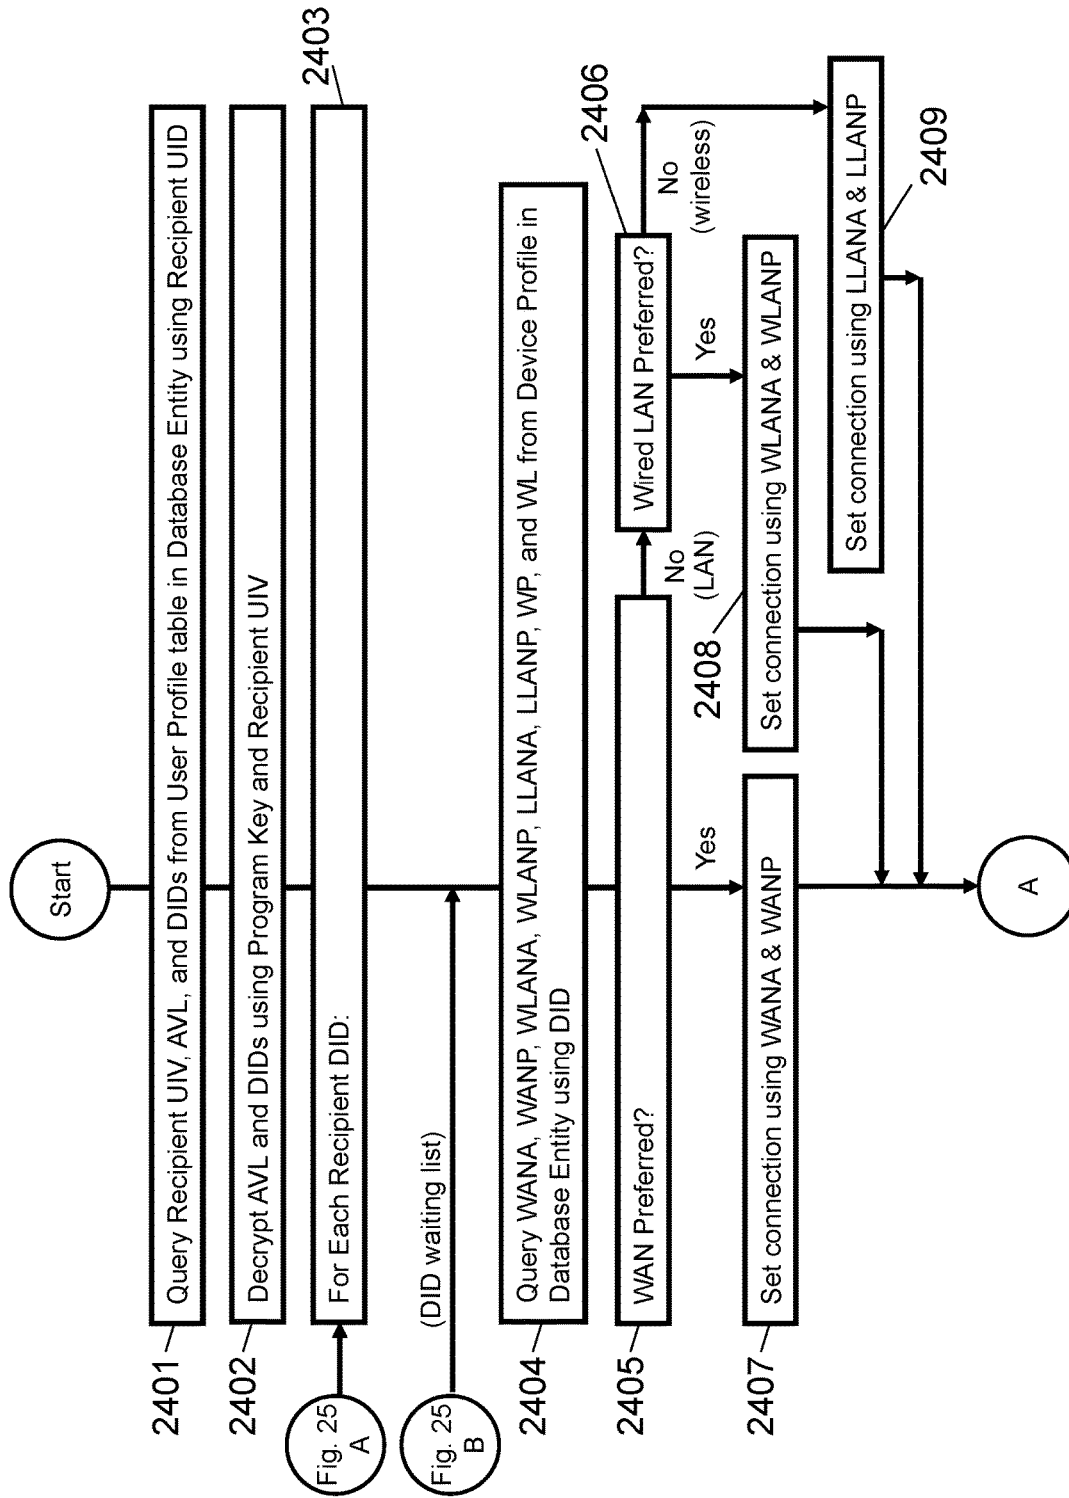 Start
2401
Query Recipient UIV, AVL, and DIDs from User Profile table in Database Entity using Recipient UID
2402
Decrypt AVL and DIDs using Program Key and Recipient UIV
2403
Fig. 25
A
For Each Recipient DID:
Fig. 25
B
(DID waiting list)
2404
Query WANA, WANP, WLANA, WLANP, LLANA, LLANP, WP, and WL from Device Profile in
Database Entity using DID
2405
WAN Preferred?
No
(LAN)
2406
Wired LAN Preferred?
No
(wireless)
Yes
Yes
2407
Set connection using WANA & WANP
2408
Set connection using WLANA & WLANP
2409
Set connection using LLANA & LLANP
A